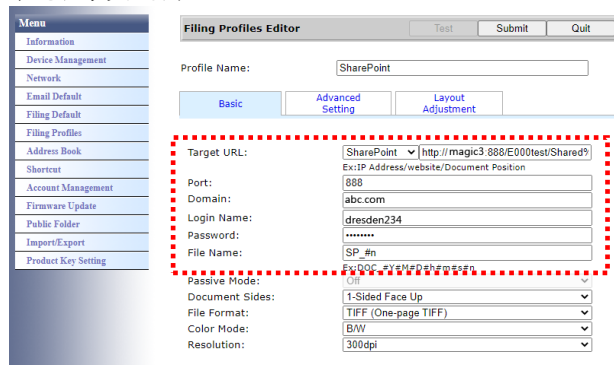 Menu
Information
Device Management
Network
Email Default
Filing Default
Filing Profiles
Address Book
Shortcut
Account Management
Firmware Update
Public Folder
Import/Export
Product Key Setting
Filing Profiles Editor Test Submit Quit
Profile Name: SharePoint
Basic Advanced Setting Layout Adjustment
Target URL: SharePoint http://magic3:888/E000test/Shared%
Ex:IP Address/website/Document Position
Port: 888
Domain: abc.com
Login Name: dresden234
Password: ••••••••
File Name: SP_#n
Ex:DOC_#Y#M#D#h#m#s#n
Passive Mode: Off
Document Sides: 1-Sided Face Up
File Format: TIFF (One-page TIFF)
Color Mode: B/W
Resolution: 300dpi